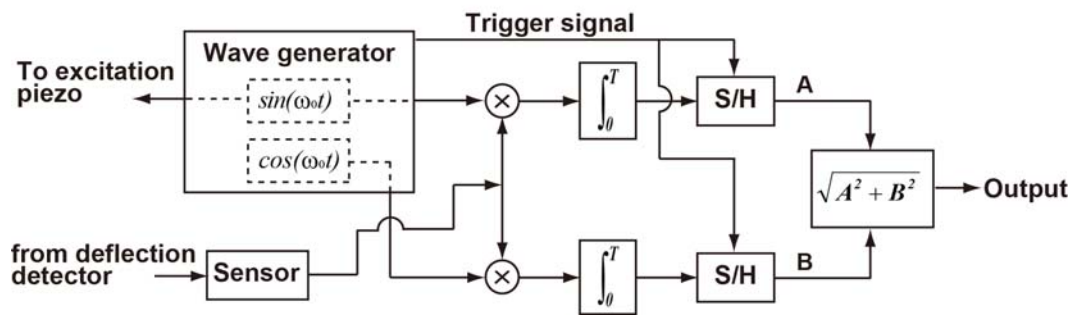 Trigger signal
Wave generator
To excitation
piezo
sin(ω₀t)
cos(ω₀t)
×
∫₀ᵀ
S/H
A
√A² + B²
Output
from deflection
detector
Sensor
×
∫₀ᵀ
S/H
B